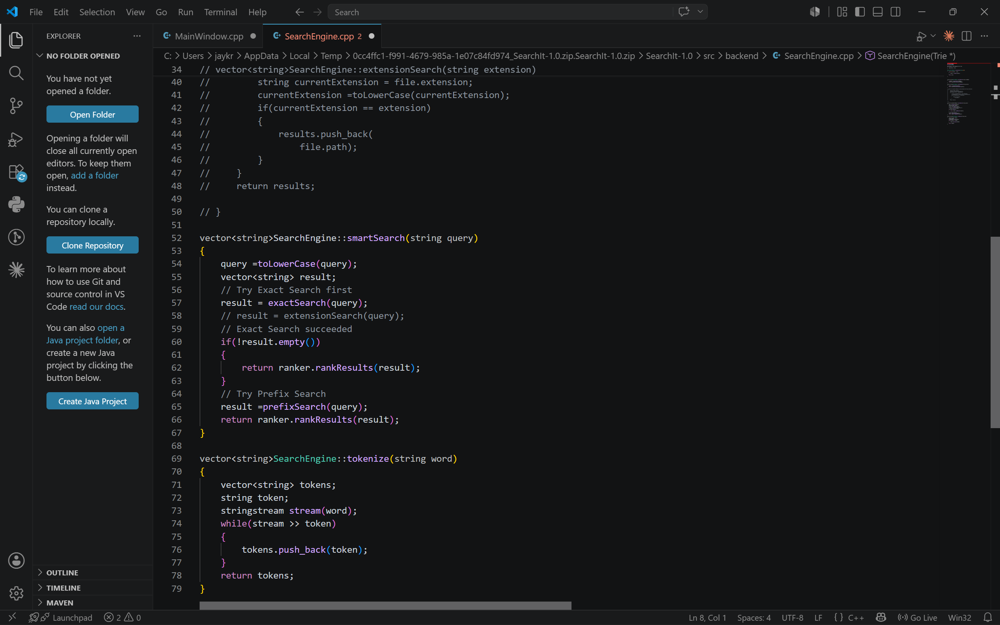 File Edit Selection View Go Run Terminal Help
Search
EXPLORER
NO FOLDER OPENED
You have not yet
opened a folder.
Open Folder
Opening a folder will
close all currently open
editors. To keep them
open, add a folder
instead.
You can clone a
repository locally.
Clone Repository
To learn more about
how to use Git and
source control in VS
Code read our docs.
You can also open a
Java project folder, or
create a new Java
project by clicking the
button below.
Create Java Project
OUTLINE
TIMELINE
MAVEN
MainWindow.cpp
SearchEngine.cpp 2
C: > Users > jaykr > AppData > Local > Temp > 0cc4ffc1-f991-4679-985a-1e07c84fd974_SearchIt-1.0.zip.SearchIt-1.0.zip > SearchIt-1.0 > src > backend > SearchEngine.cpp > SearchEngine(Trie *)
34 // vector<string>SearchEngine::extensionSearch(string extension)
40 //         string currentExtension = file.extension;
41 //         currentExtension =toLowerCase(currentExtension);
42 //         if(currentExtension == extension)
43 //         {
44 //             results.push_back(
45 //                 file.path);
46 //         }
47 //     }
48 //     return results;
49
50 // }
51
52 vector<string>SearchEngine::smartSearch(string query)
53 {
54     query =toLowerCase(query);
55     vector<string> result;
56     // Try Exact Search first
57     result = exactSearch(query);
58     // result = extensionSearch(query);
59     // Exact Search succeeded
60     if(!result.empty())
61     {
62         return ranker.rankResults(result);
63     }
64     // Try Prefix Search
65     result =prefixSearch(query);
66     return ranker.rankResults(result);
67 }
68
69 vector<string>SearchEngine::tokenize(string word)
70 {
71     vector<string> tokens;
72     string token;
73     stringstream stream(word);
74     while(stream >> token)
75     {
76         tokens.push_back(token);
77     }
78     return tokens;
79 }
Launchpad 2 0 Ln 8, Col 1 Spaces: 4 UTF-8 LF {} C++ Go Live Win32